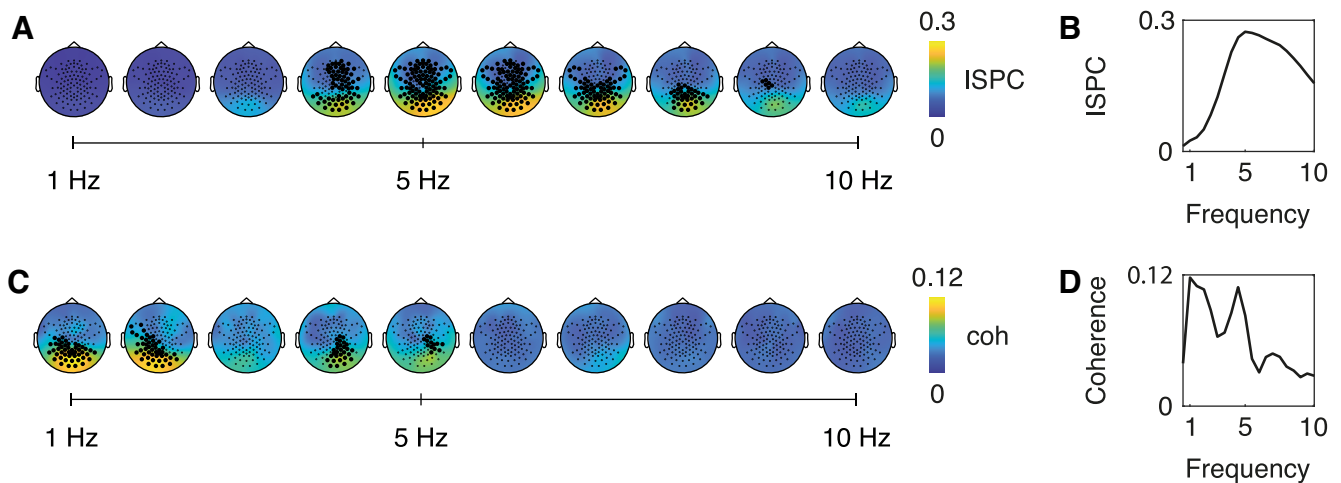 A
0.3
ISPC
0
1 Hz
5 Hz
10 Hz
B
0.3
ISPC
0
1
5
10
Frequency
C
0.12
coh
0
1 Hz
5 Hz
10 Hz
D
0.12
Coherence
0
1
5
10
Frequency